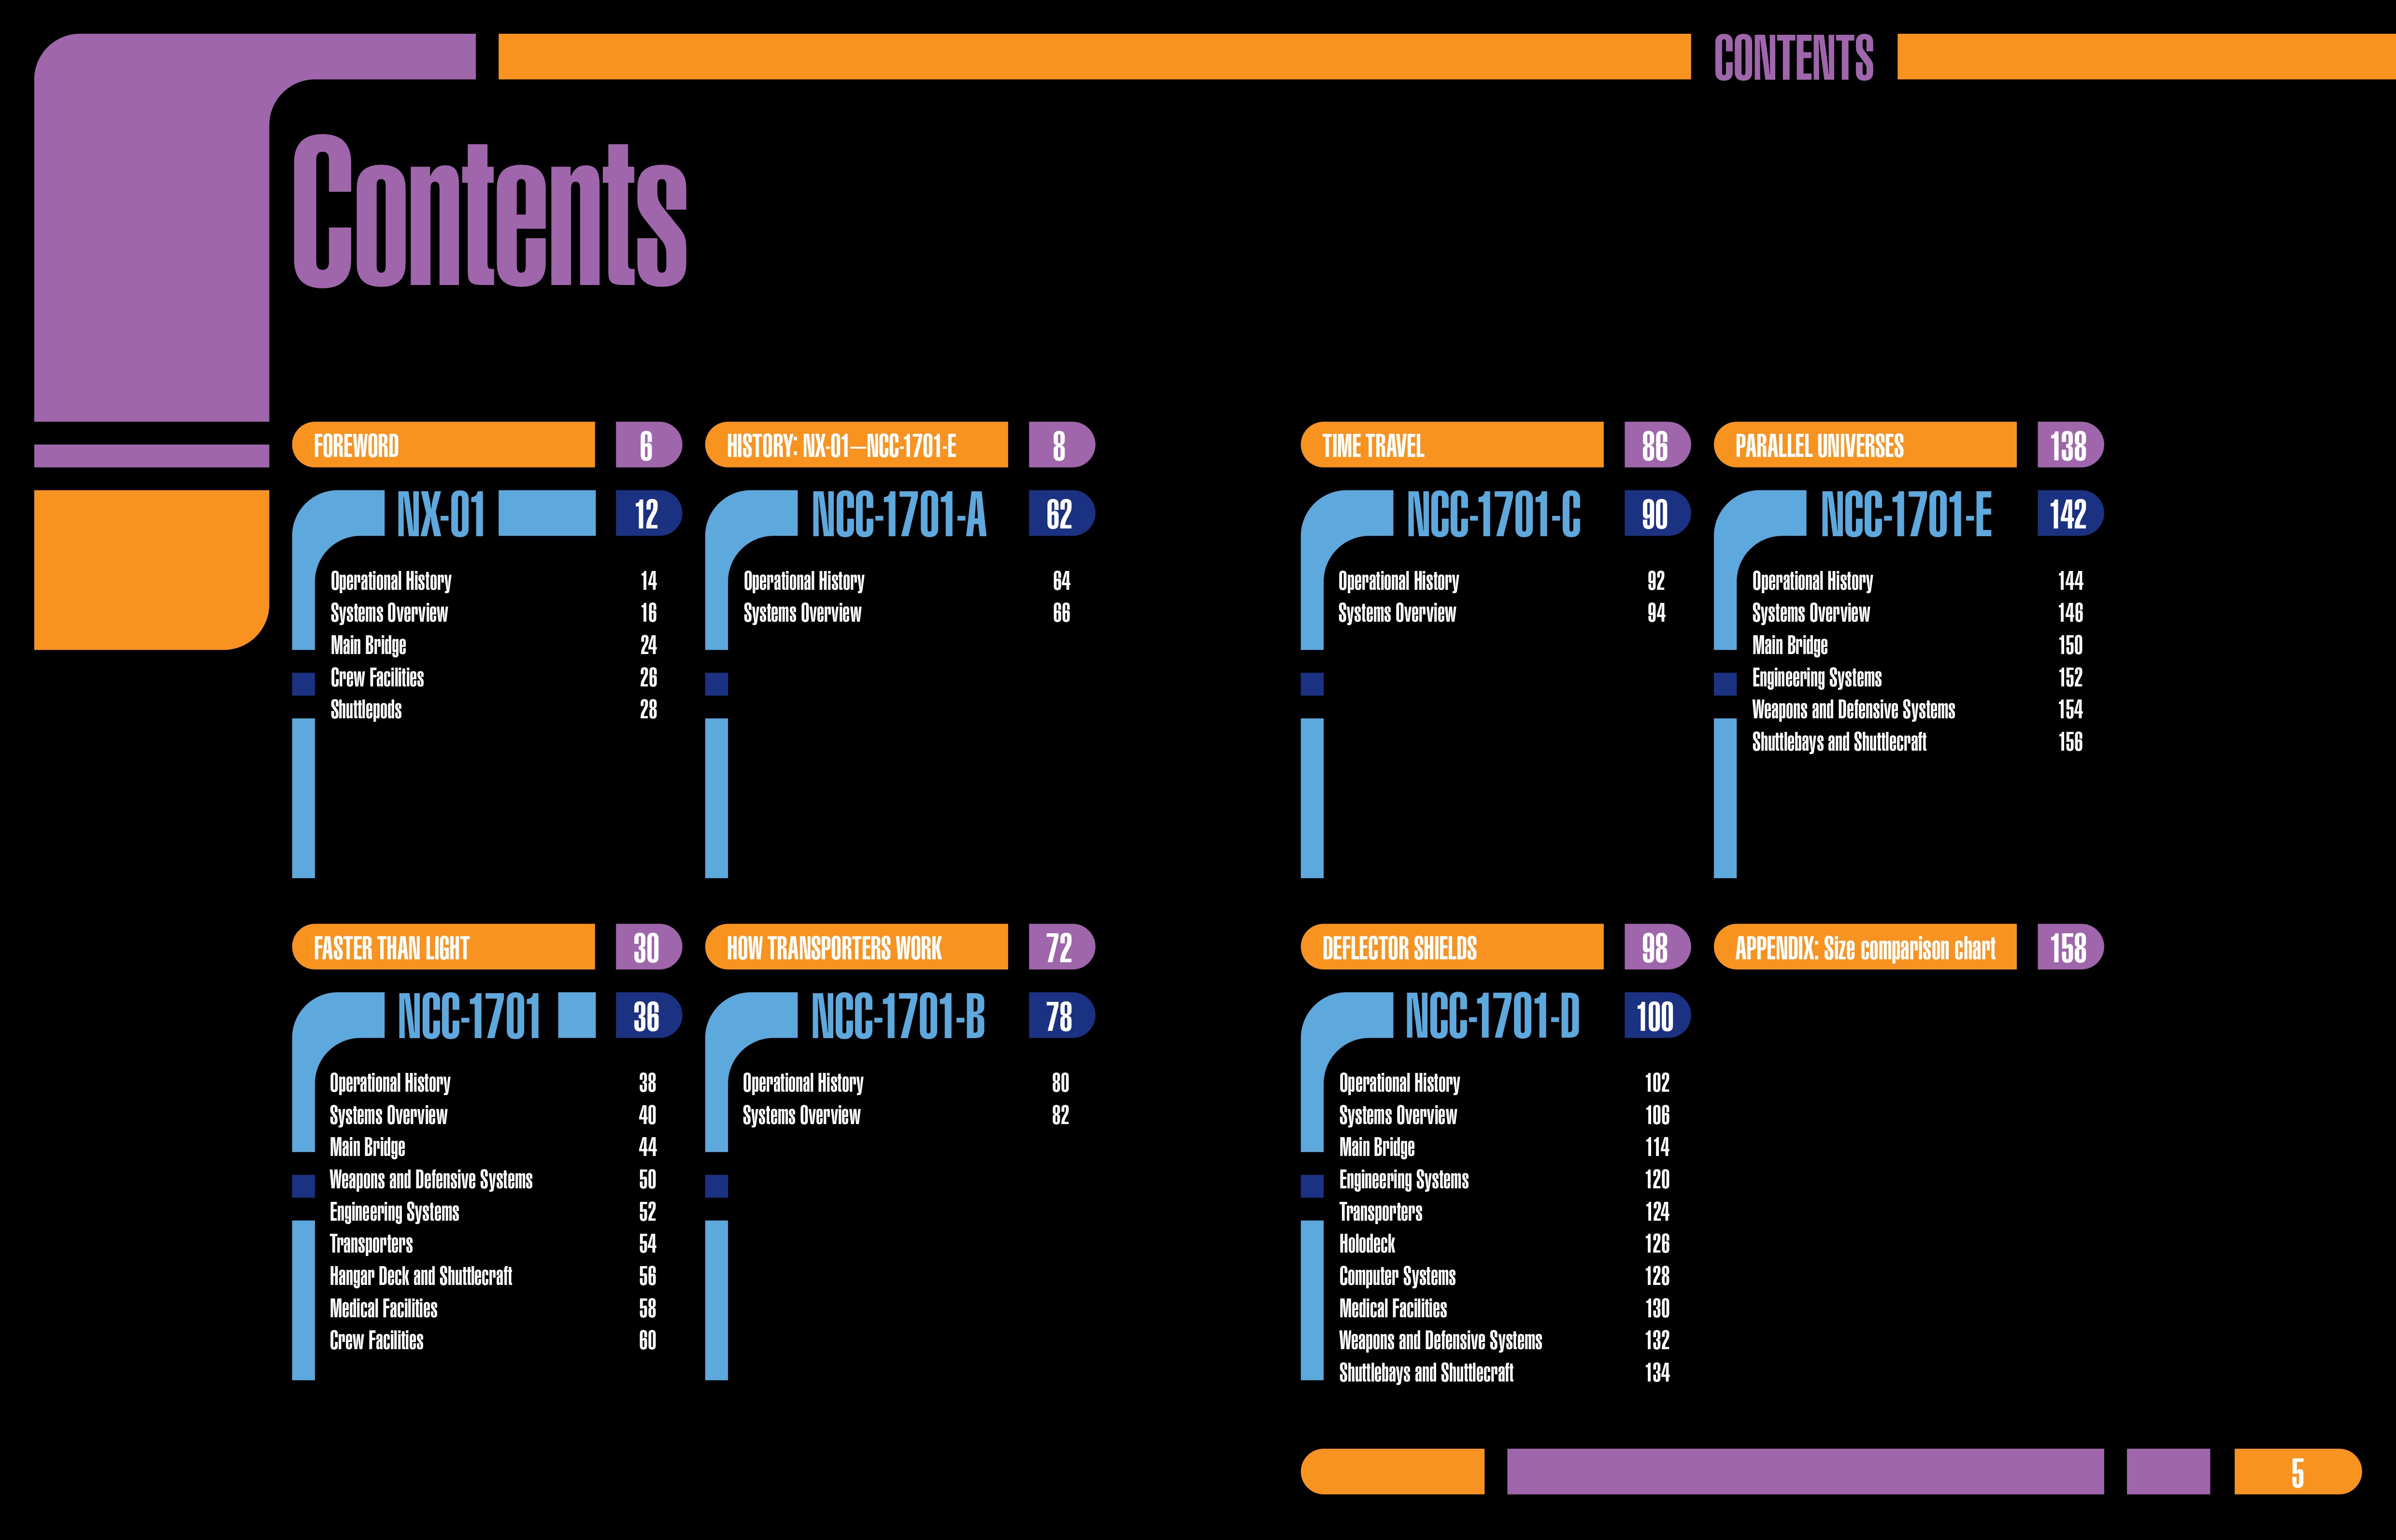 CONTENTS
Contents
FOREWORD 6
NX-01 12
Operational History 14
Systems Overview 16
Main Bridge 24
Crew Facilities 26
Shuttlepods 28
FASTER THAN LIGHT 30
NCC-1701 36
Operational History 38
Systems Overview 40
Main Bridge 44
Weapons and Defensive Systems 50
Engineering Systems 52
Transporters 54
Hangar Deck and Shuttlecraft 56
Medical Facilities 58
Crew Facilities 60
HISTORY: NX-01—NCC-1701-E 8
NCC-1701-A 62
Operational History 64
Systems Overview 66
HOW TRANSPORTERS WORK 72
NCC-1701-B 78
Operational History 80
Systems Overview 82
TIME TRAVEL 86
NCC-1701-C 90
Operational History 92
Systems Overview 94
DEFLECTOR SHIELDS 98
NCC-1701-D 100
Operational History 102
Systems Overview 106
Main Bridge 114
Engineering Systems 120
Transporters 124
Holodeck 126
Computer Systems 128
Medical Facilities 130
Weapons and Defensive Systems 132
Shuttlebays and Shuttlecraft 134
PARALLEL UNIVERSES 138
NCC-1701-E 142
Operational History 144
Systems Overview 146
Main Bridge 150
Engineering Systems 152
Weapons and Defensive Systems 154
Shuttlebays and Shuttlecraft 156
APPENDIX: Size comparison chart 158
5